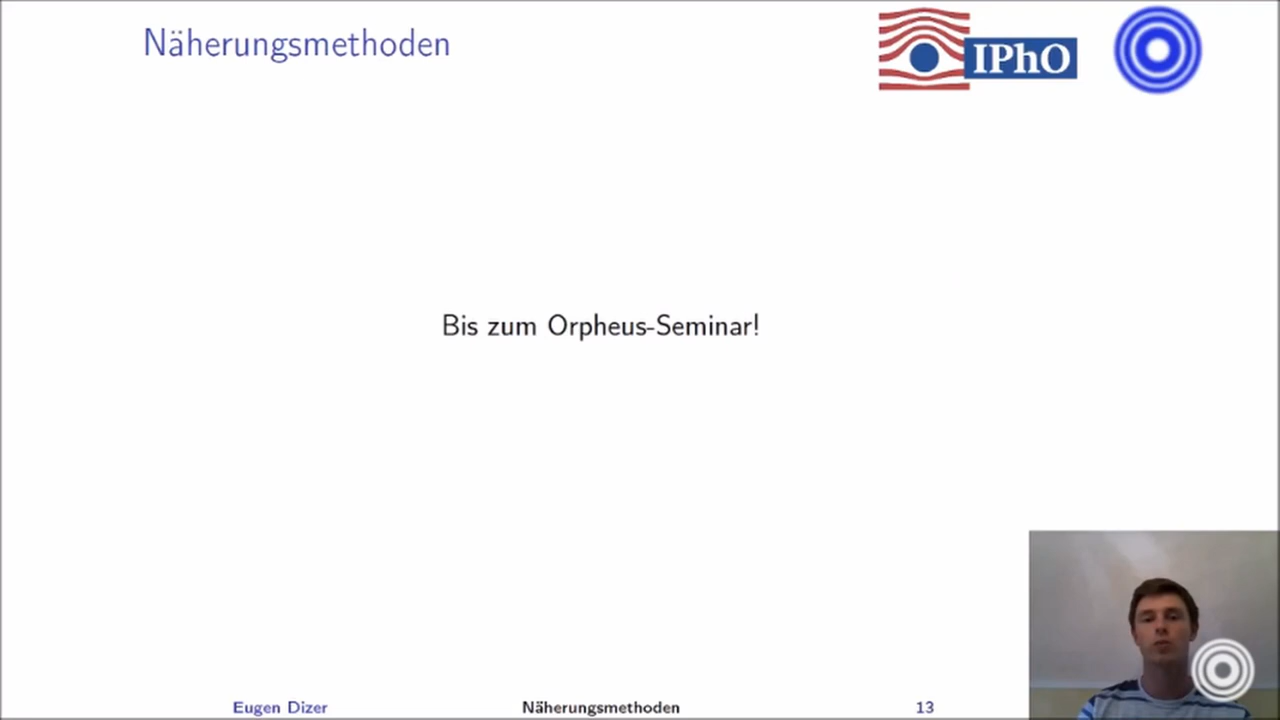 Näherungsmethoden
IPhO
Bis zum Orpheus-Seminar!
Eugen Dizer
Näherungsmethoden
13